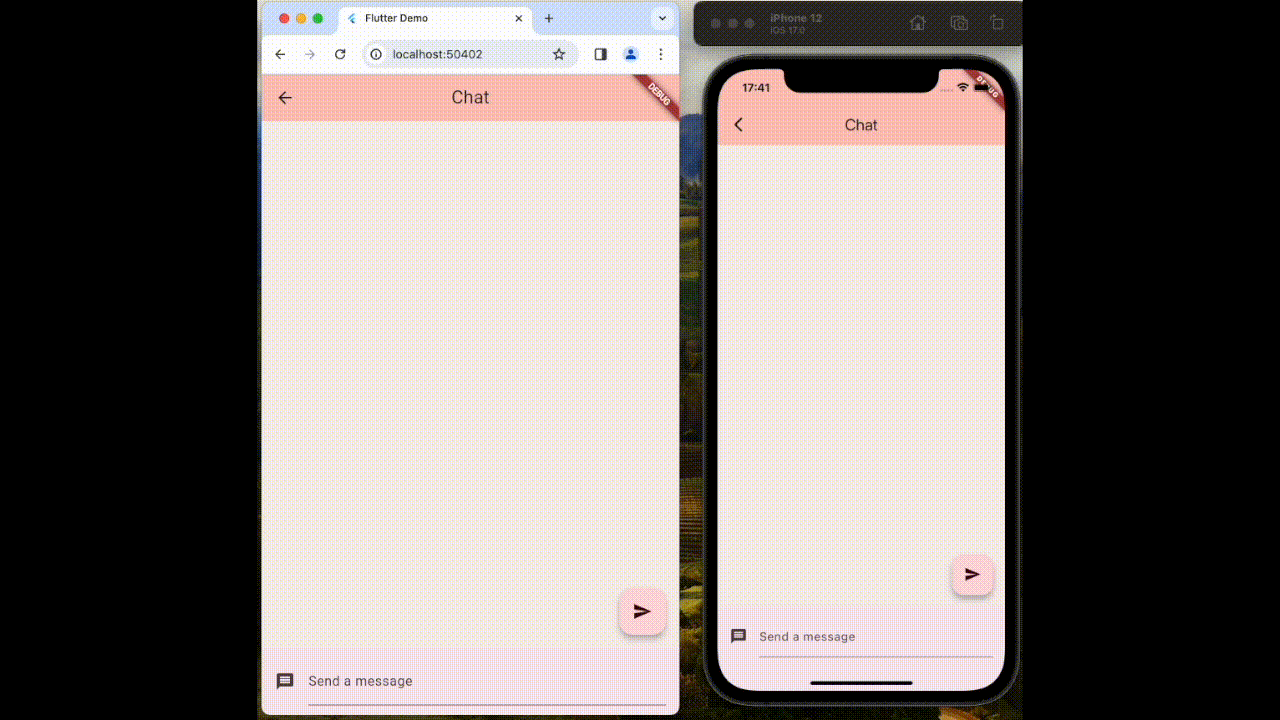 Flutter Demo
localhost:50402
Chat
DEBUG
Send a message
iPhone 12
iOS 17.0
17:41
DEBUG
Chat
Send a message